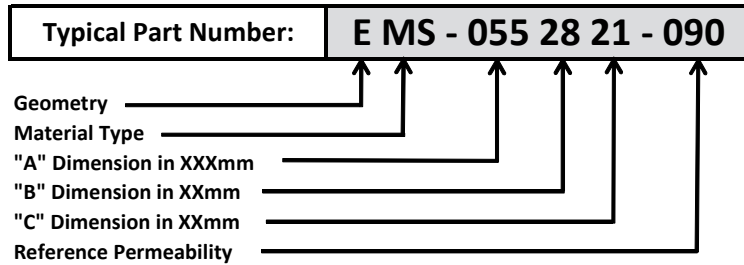 Typical Part Number: E MS - 055 28 21 - 090
Geometry
Material Type
"A" Dimension in XXXmm
"B" Dimension in XXmm
"C" Dimension in XXmm
Reference Permeability